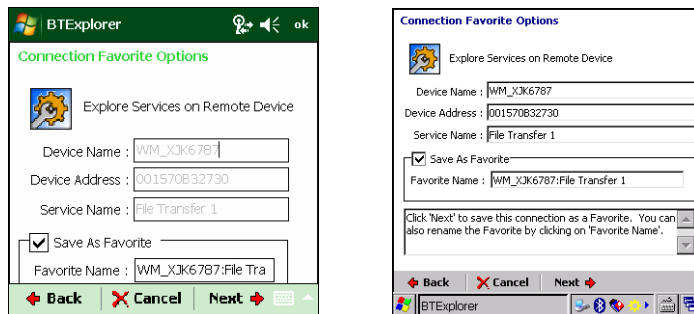 BTExplorer ok
Connection Favorite Options
Explore Services on Remote Device
Device Name : WM_XJK6787
Device Address : 001570B32730
Service Name : File Transfer 1
Save As Favorite
Favorite Name : WM_XJK6787:File Tra
Back Cancel Next
Connection Favorite Options
Explore Services on Remote Device
Device Name : WM_XJK6787
Device Address : 001570B32730
Service Name : File Transfer 1
Save As Favorite
Favorite Name : WM_XJK6787:File Transfer 1
Click 'Next' to save this connection as a Favorite. You can
also rename the Favorite by clicking on 'Favorite Name'.
Back Cancel Next
BTExplorer